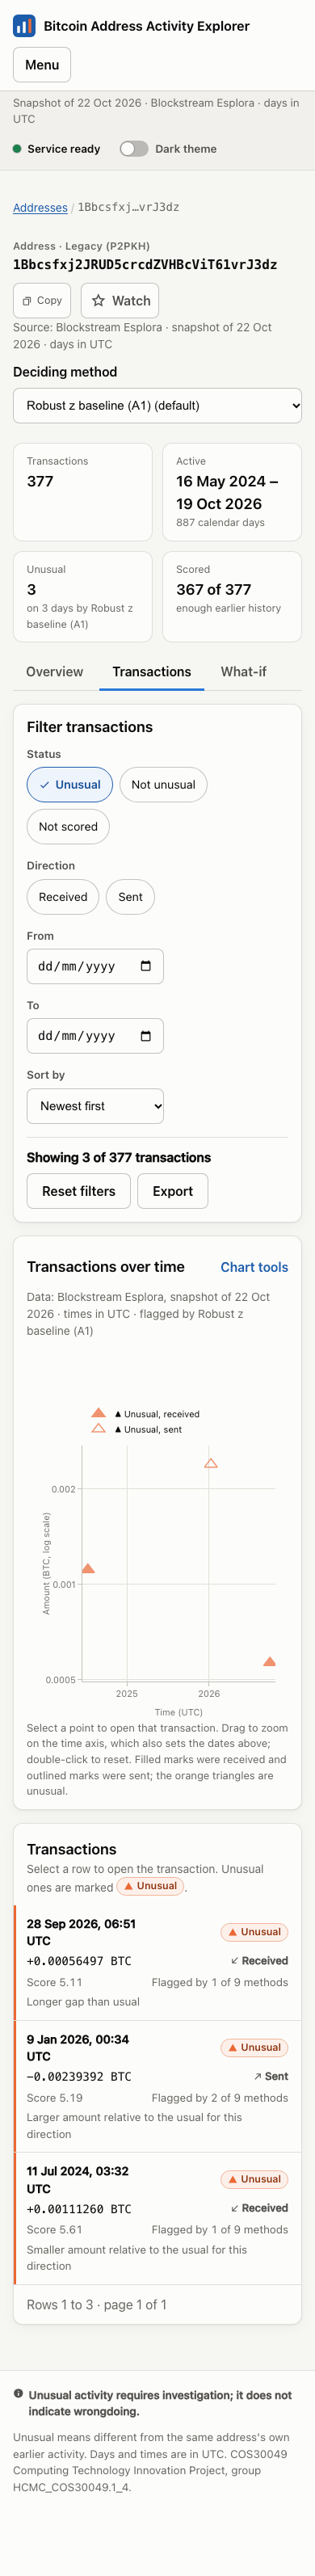 Bitcoin Address Activity Explorer
Menu
Snapshot of 22 Oct 2026 · Blockstream Esplora · days in
UTC
Service ready
Dark theme
Addresses / 1Bbcsfxj…vrJ3dz
Address · Legacy (P2PKH)
1Bbcsfxj2JRUD5crcdZVHBcViT61vrJ3dz
Copy
Watch
Source: Blockstream Esplora · snapshot of 22 Oct
2026 · days in UTC
Deciding method
Robust z baseline (A1) (default)
Transactions
377
Active
16 May 2024 –
19 Oct 2026
887 calendar days
Unusual
3
on 3 days by Robust z
baseline (A1)
Scored
367 of 377
enough earlier history
Overview
Transactions
What-if
Filter transactions
Status
Unusual
Not unusual
Not scored
Direction
Received
Sent
From
dd/mm/yyyy
To
dd/mm/yyyy
Sort by
Newest first
Showing 3 of 377 transactions
Reset filters
Export
Transactions over time
Chart tools
Data: Blockstream Esplora, snapshot of 22 Oct
2026 · times in UTC · flagged by Robust z
baseline (A1)
▲ Unusual, received
▲ Unusual, sent
0.002
0.001
0.0005
Amount (BTC, log scale)
2025
2026
Time (UTC)
Select a point to open that transaction. Drag to zoom
on the time axis, which also sets the dates above;
double-click to reset. Filled marks were received and
outlined marks were sent; the orange triangles are
unusual.
Transactions
Select a row to open the transaction. Unusual
ones are marked ▲ Unusual.
28 Sep 2026, 06:51
UTC
▲ Unusual
+0.00056497 BTC
↙ Received
Score 5.11
Flagged by 1 of 9 methods
Longer gap than usual
9 Jan 2026, 00:34
UTC
▲ Unusual
−0.00239392 BTC
↗ Sent
Score 5.19
Flagged by 2 of 9 methods
Larger amount relative to the usual for this
direction
11 Jul 2024, 03:32
UTC
▲ Unusual
+0.00111260 BTC
↙ Received
Score 5.61
Flagged by 1 of 9 methods
Smaller amount relative to the usual for this
direction
Rows 1 to 3 · page 1 of 1
Unusual activity requires investigation; it does not
indicate wrongdoing.
Unusual means different from the same address's own
earlier activity. Days and times are in UTC. COS30049
Computing Technology Innovation Project, group
HCMC_COS30049.1_4.